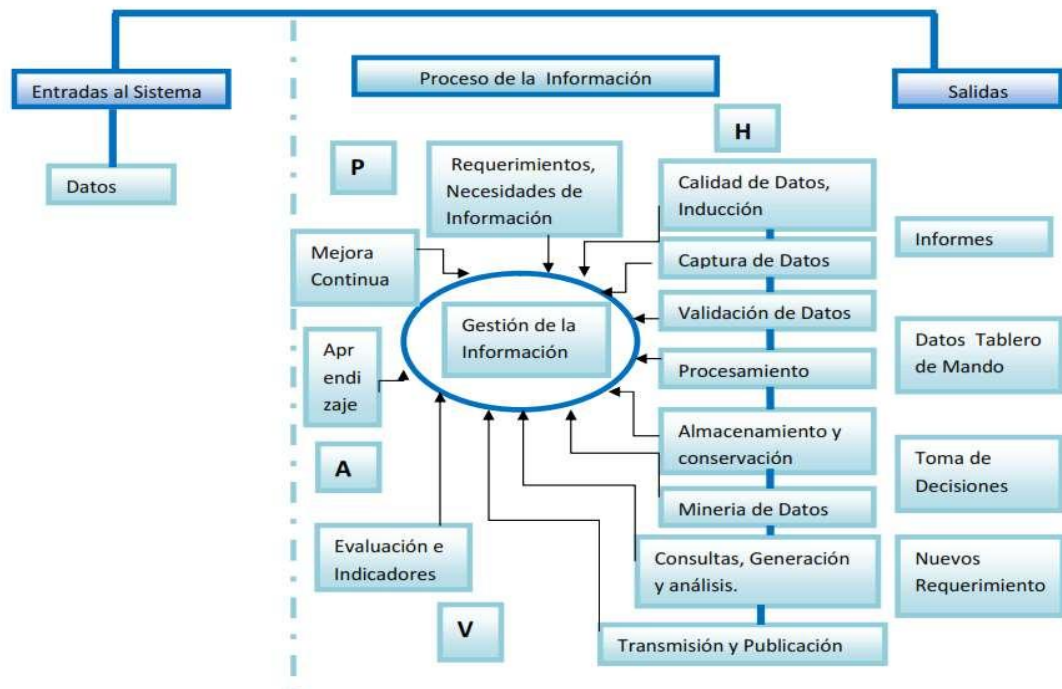 Entradas al Sistema
Datos
Proceso de la Información
P
Requerimientos,
Necesidades de
Información
Mejora
Continua
Gestión de la
Información
Apr
endi
zaje
A
Evaluación e
Indicadores
V
H
Calidad de Datos,
Inducción
Captura de Datos
Validación de Datos
Procesamiento
Almacenamiento y
conservación
Mineria de Datos
Consultas, Generación
y análisis.
Transmisión y Publicación
Salidas
Informes
Datos Tablero
de Mando
Toma de
Decisiones
Nuevos
Requerimiento